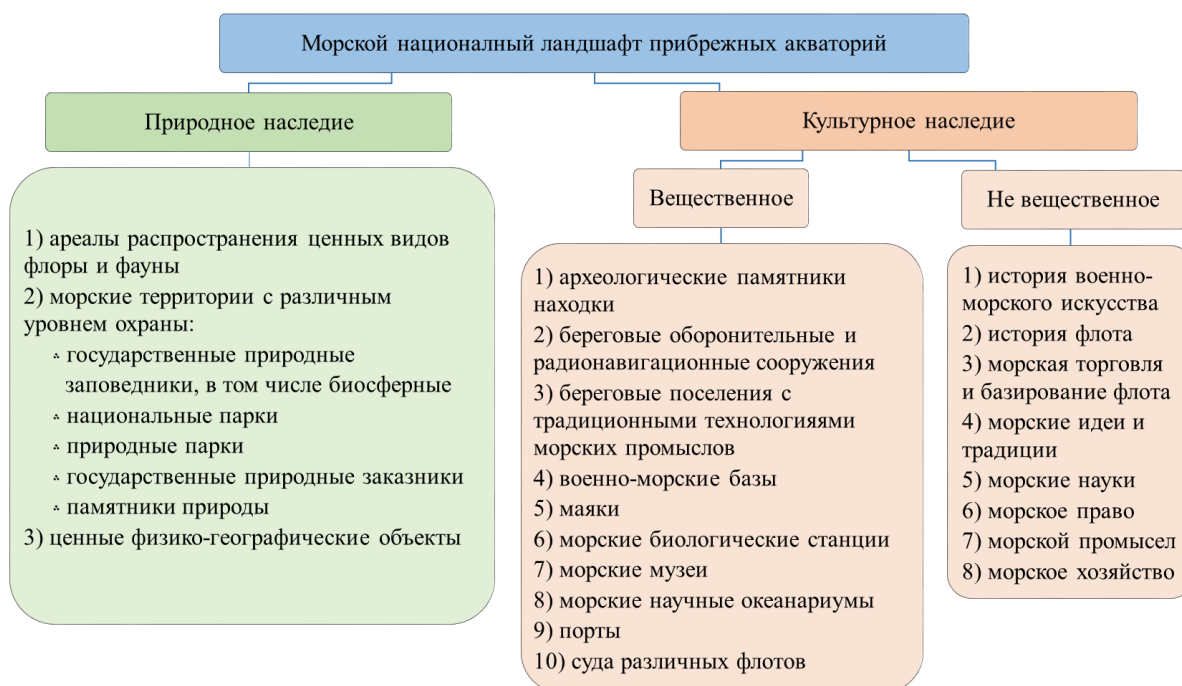 Морской националный ландшафт прибрежных акваторий
Природное наследие
1) ареалы распространения ценных видов
флоры и фауны
2) морские территории с различным
уровнем охраны:
∴ государственные природные
заповедники, в том числе биосферные
∴ национальные парки
∴ природные парки
∴ государственные природные заказники
∴ памятники природы
3) ценные физико-географические объекты
Культурное наследие
Вещественное
1) археологические памятники
находки
2) береговые оборонительные и
радионавигационные сооружения
3) береговые поселения с
традиционными технологияями
морских промыслов
4) военно-морские базы
5) маяки
6) морские биологические станции
7) морские музеи
8) морские научные океанариумы
9) порты
10) суда различных флотов
Не вещественное
1) история военно-
морского искусства
2) история флота
3) морская торговля
и базирование флота
4) морские идеи и
традиции
5) морские науки
6) морское право
7) морской промысел
8) морское хозяйство